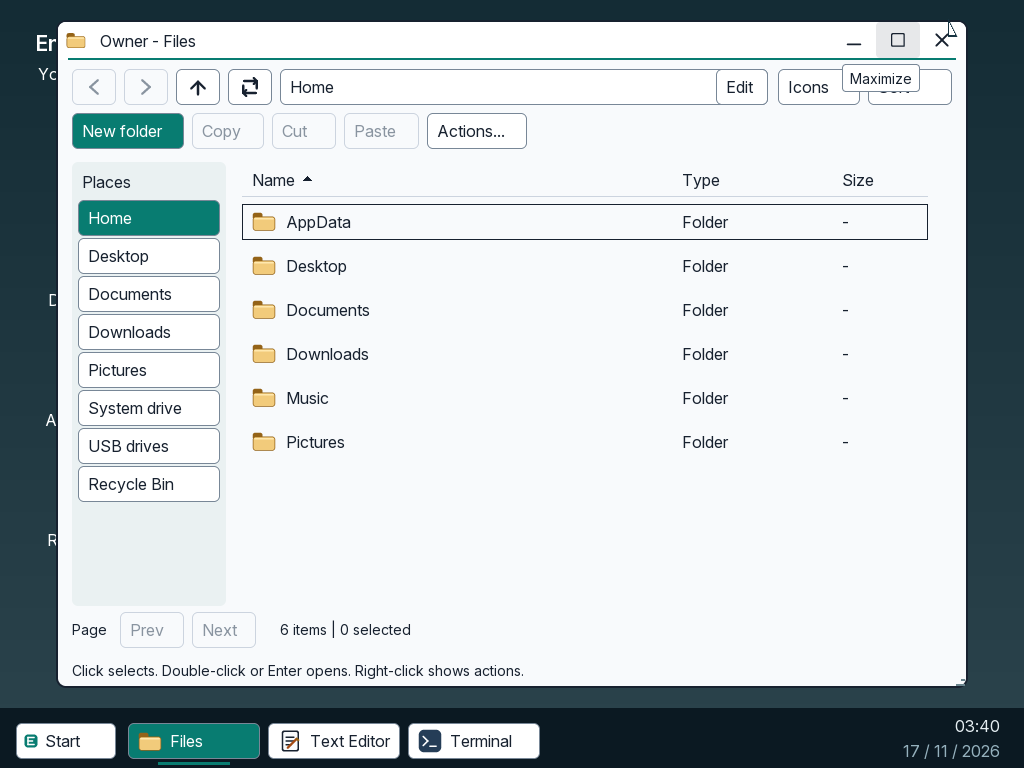 Owner - Files
Maximize
Home
Edit
Icons
New folder
Copy
Cut
Paste
Actions...
Places
Home
Desktop
Documents
Downloads
Pictures
System drive
USB drives
Recycle Bin
Name Type Size
AppData Folder -
Desktop Folder -
Documents Folder -
Downloads Folder -
Music Folder -
Pictures Folder -
Page Prev Next 6 items | 0 selected
Click selects. Double-click or Enter opens. Right-click shows actions.
Start
Files
Text Editor
Terminal
03:40
17 / 11 / 2026